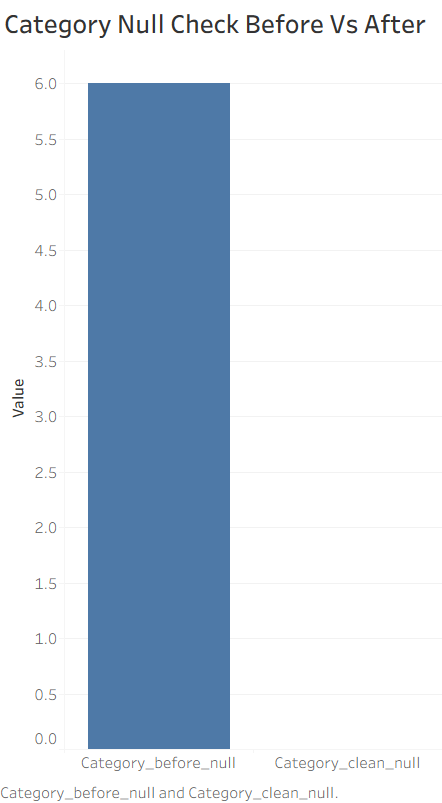 Category Null Check Before Vs After
6.0
5.5
5.0
4.5
4.0
3.5
3.0
2.5
2.0
1.5
1.0
0.5
0.0
Value
Category_before_null
Category_clean_null
Category_before_null and Category_clean_null.